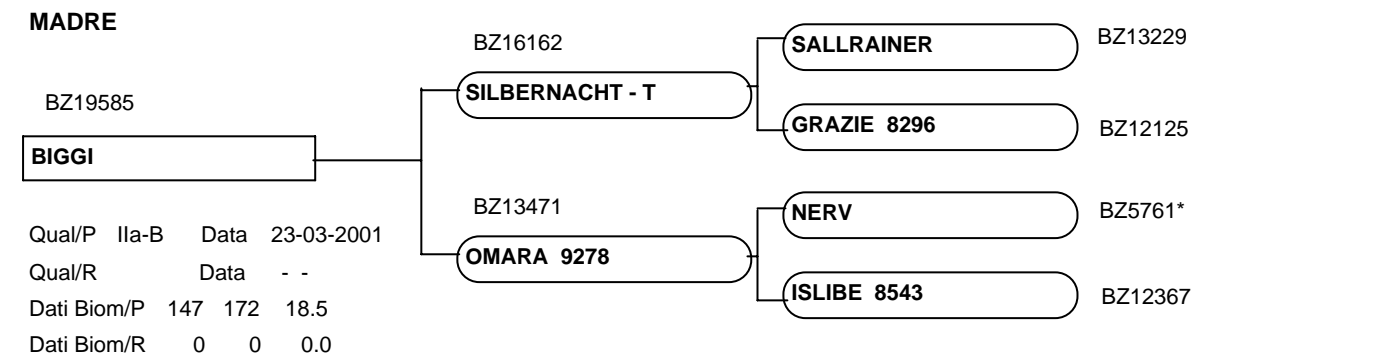 MADRE
BZ16162
SALLRAINER
BZ13229
BZ19585
SILBERNACHT - T
GRAZIE 8296
BZ12125
BIGGI
BZ13471
NERV
BZ5761*
Qual/P IIa-B Data 23-03-2001
OMARA 9278
Qual/R Data - -
ISLIBE 8543
BZ12367
Dati Biom/P 147 172 18.5
Dati Biom/R 0 0 0.0